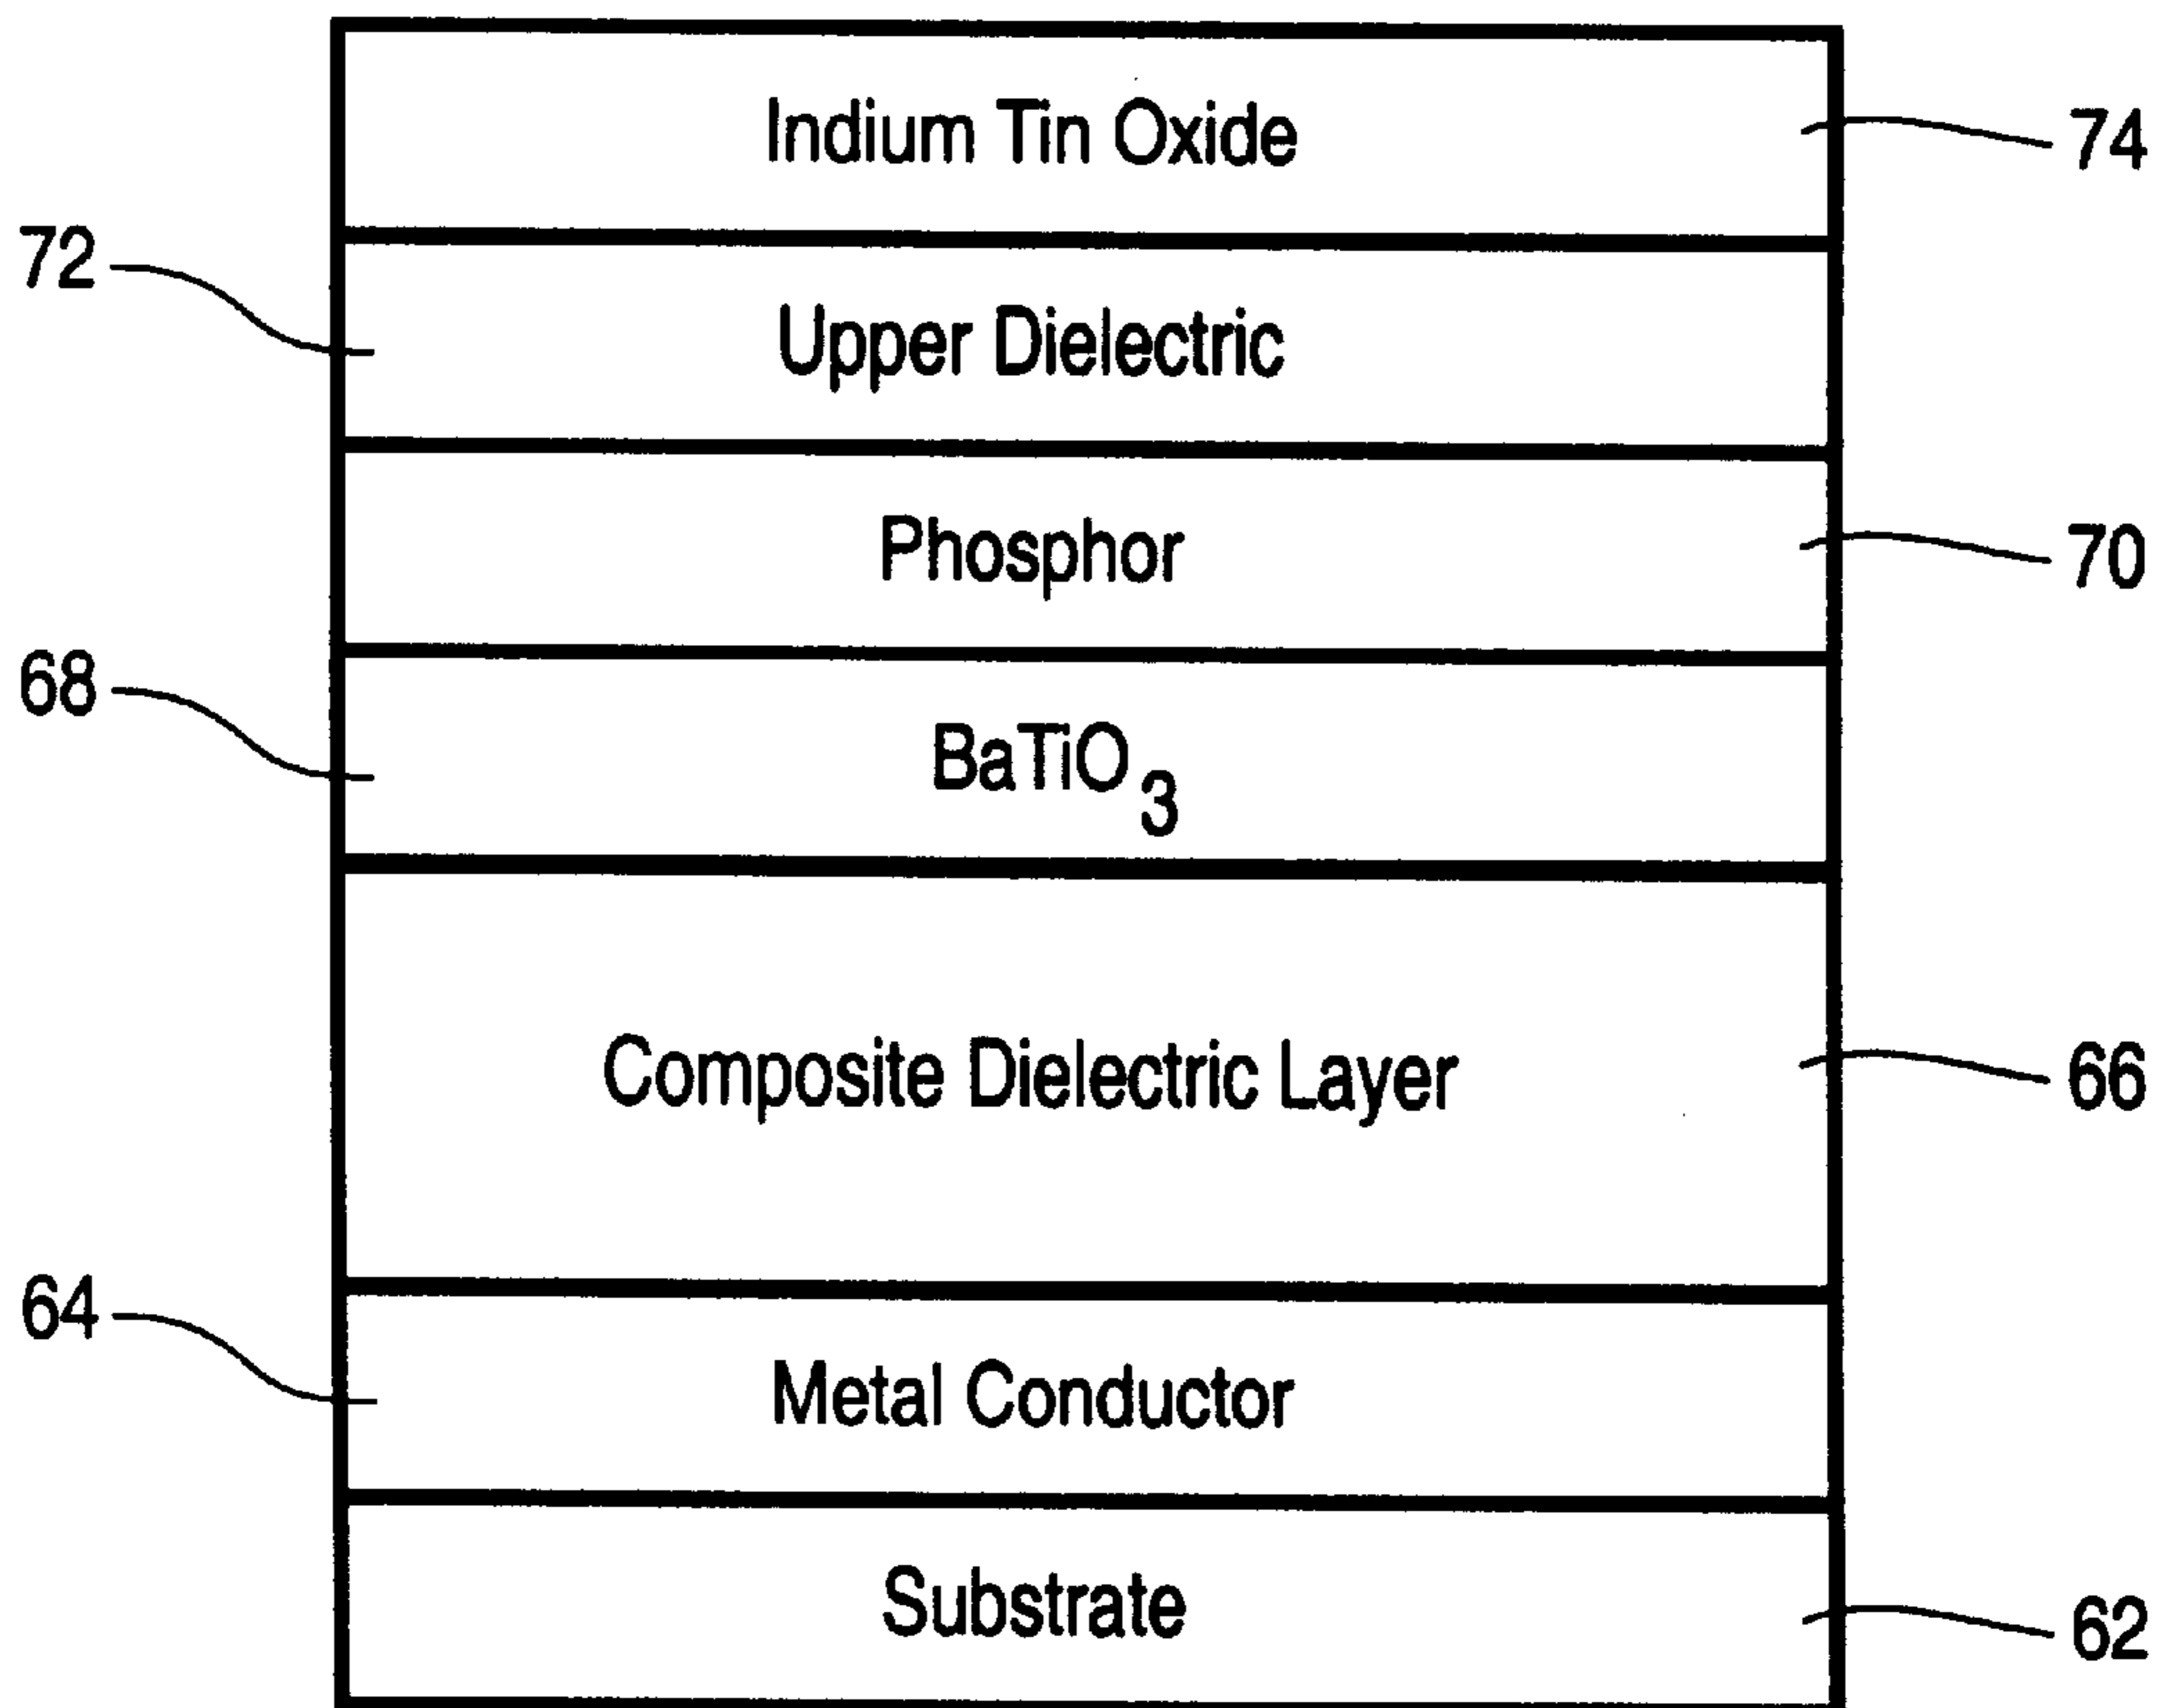 Indium Tin Oxide
74
72
Upper Dielectric
Phosphor
70
68
BaTiO3
Composite Dielectric Layer
66
64
Metal Conductor
Substrate
62